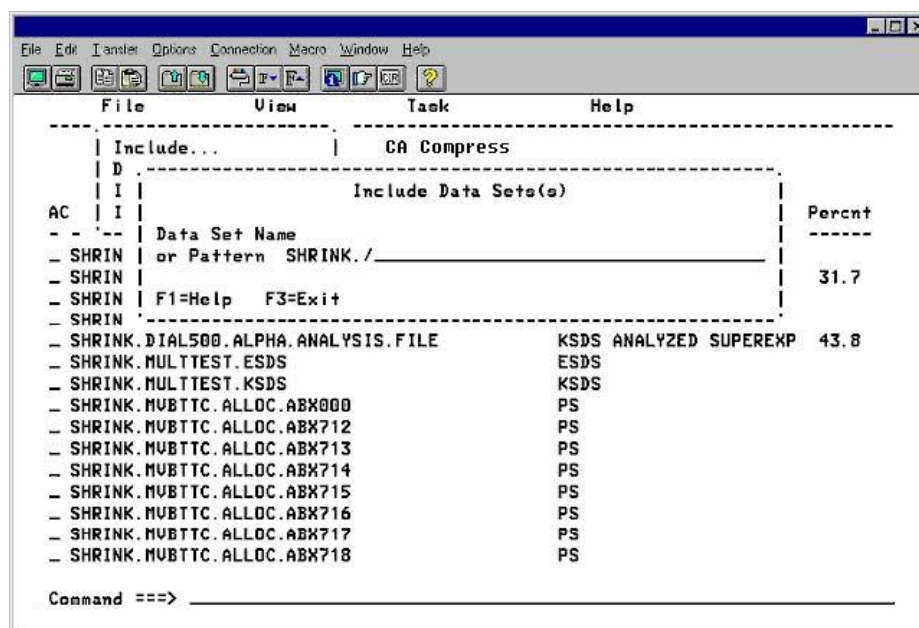 File Edit Transfer Options Connection Macro Window Help
File View Task Help
Include... CA Compress
D
I Include Data Sets(s)
AC I Percnt
Data Set Name
SHRIN or Pattern SHRINK./
SHRIN 31.7
SHRIN F1=Help F3=Exit
SHRIN
SHRINK.DIAL500.ALPHA.ANALYSIS.FILE KSDS ANALYZED SUPEREXP 43.8
SHRINK.MULTTEST.ESDS ESDS
SHRINK.MULTTEST.KSDS KSDS
SHRINK.MVBTTC.ALLOC.ABX000 PS
SHRINK.MVBTTC.ALLOC.ABX712 PS
SHRINK.MVBTTC.ALLOC.ABX713 PS
SHRINK.MVBTTC.ALLOC.ABX714 PS
SHRINK.MVBTTC.ALLOC.ABX715 PS
SHRINK.MVBTTC.ALLOC.ABX716 PS
SHRINK.MVBTTC.ALLOC.ABX717 PS
SHRINK.MVBTTC.ALLOC.ABX718 PS
Command ===>